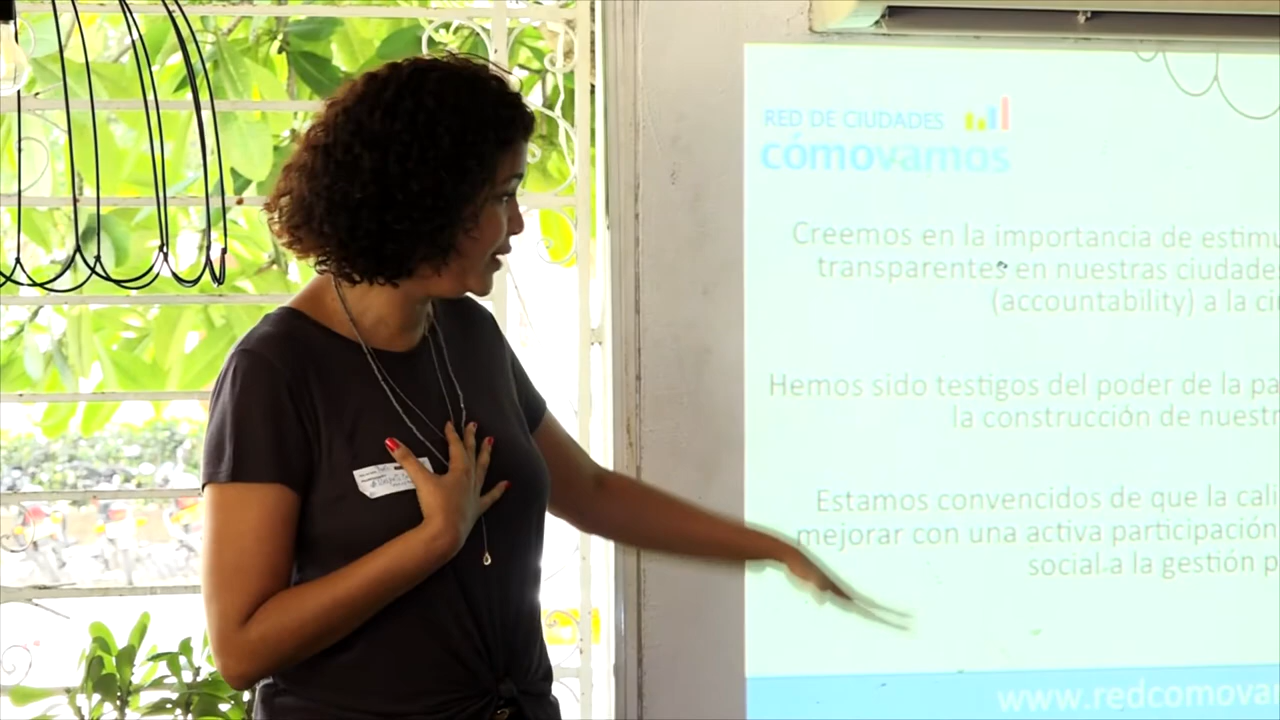 RED DE CIUDADES
cómovamos
Creemos en la importancia de estimu
transparentes en nuestras ciudade
(accountability) a la ci
Hemos sido testigos del poder de la pa
la construcción de nuestr
Estamos convencidos de que la cali
mejorar con una activa participación
social a la gestión p
www.redcomova